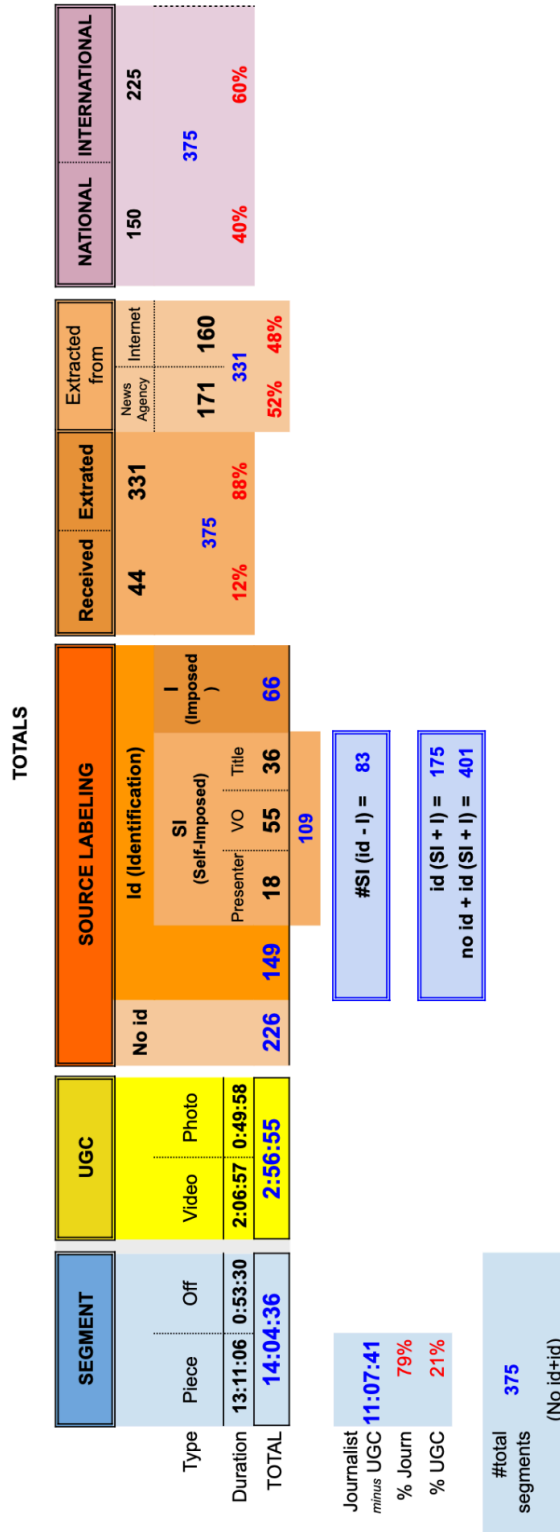 TOTALS
SEGMENT
UGC
SOURCE LABELING
Received Extrated
Extracted from
NATIONAL INTERNATIONAL
No id
Id (Identification)
44 331
News Agency Internet
150 225
Type Piece Off
Video Photo
SI (Self-Imposed)
I (Imposed)
Presenter VO Title
375
171 160
375
Duration 13:11:06 0:53:30
2:06:57 0:49:58
12% 88%
331
40% 60%
TOTAL 14:04:36
2:56:55
226 149 18 55 36 66
52% 48%
109
Journalist minus UGC 11:07:41
#SI (id - I) = 83
% Journ 79%
% UGC 21%
id (SI + I) = 175
no id + id (SI + I) = 401
#total segments 375
(No id+id)